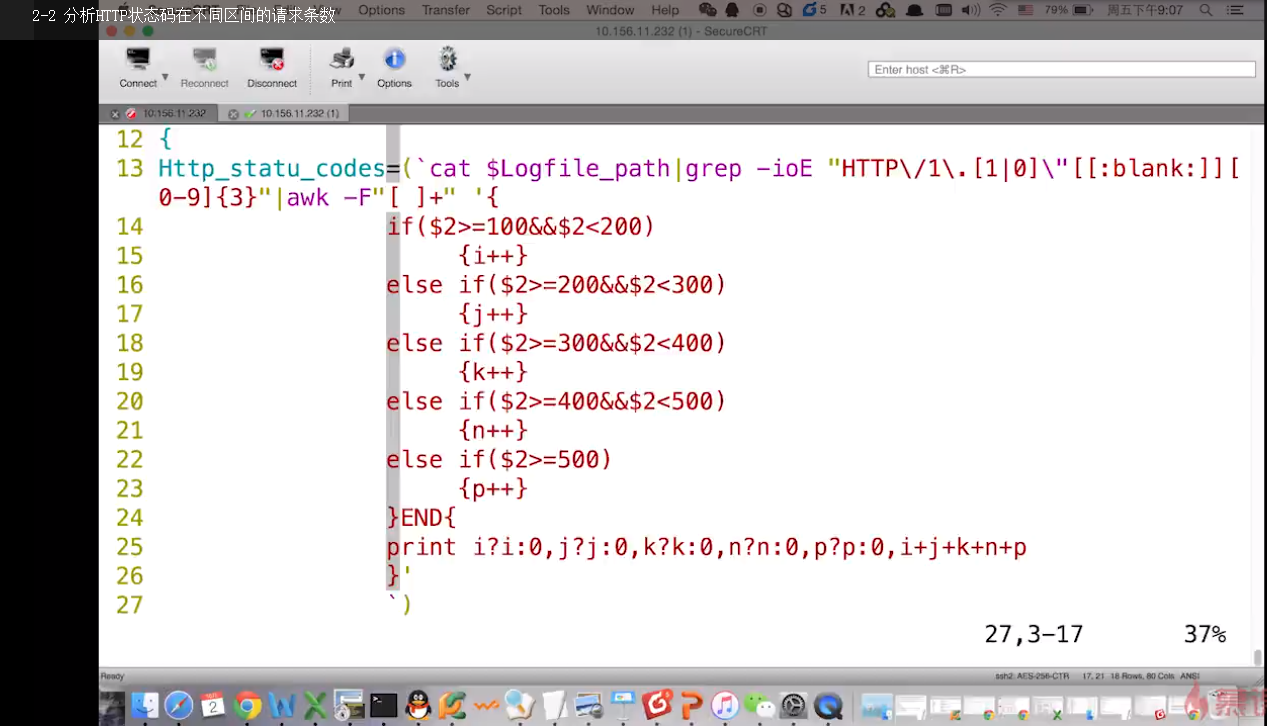 2-2 分析HTTP状态码在不同区间的请求条数
Options Transfer Script Tools Window Help
5
2
79%
周五下午9:07
10.156.11.232 (1) - SecureCRT
Connect Reconnect Disconnect Print Options Tools
Enter host <⌘R>
10.156.11.232
10.156.11.232 (1)
12 {
13 Http_statu_codes=(`cat $Logfile_path|grep -ioE "HTTP\/1\.[1|0]\"[[:blank:]][
0-9]{3}"|awk -F"[ ]+" '{
14 if($2>=100&&$2<200)
15 {i++}
16 else if($2>=200&&$2<300)
17 {j++}
18 else if($2>=300&&$2<400)
19 {k++}
20 else if($2>=400&&$2<500)
21 {n++}
22 else if($2>=500)
23 {p++}
24 }END{
25 print i?i:0,j?j:0,k?k:0,n?n:0,p?p:0,i+j+k+n+p
26 }'
27 `)
27,3-17 37%
Ready
ssh2: AES-256-CTR 17, 21 18 Rows, 80 Cols ANSI